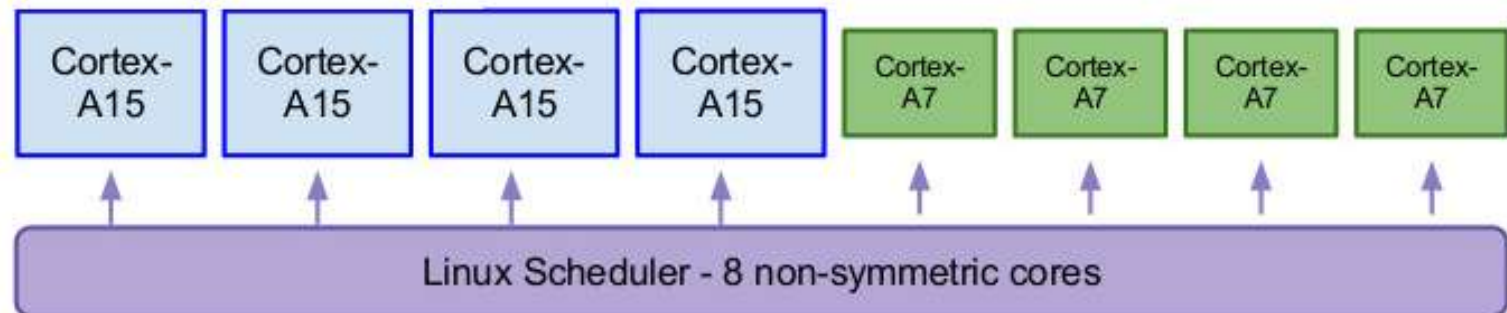 Cortex-
A15
Cortex-
A15
Cortex-
A15
Cortex-
A15
Cortex-
A7
Cortex-
A7
Cortex-
A7
Cortex-
A7
Linux Scheduler - 8 non-symmetric cores